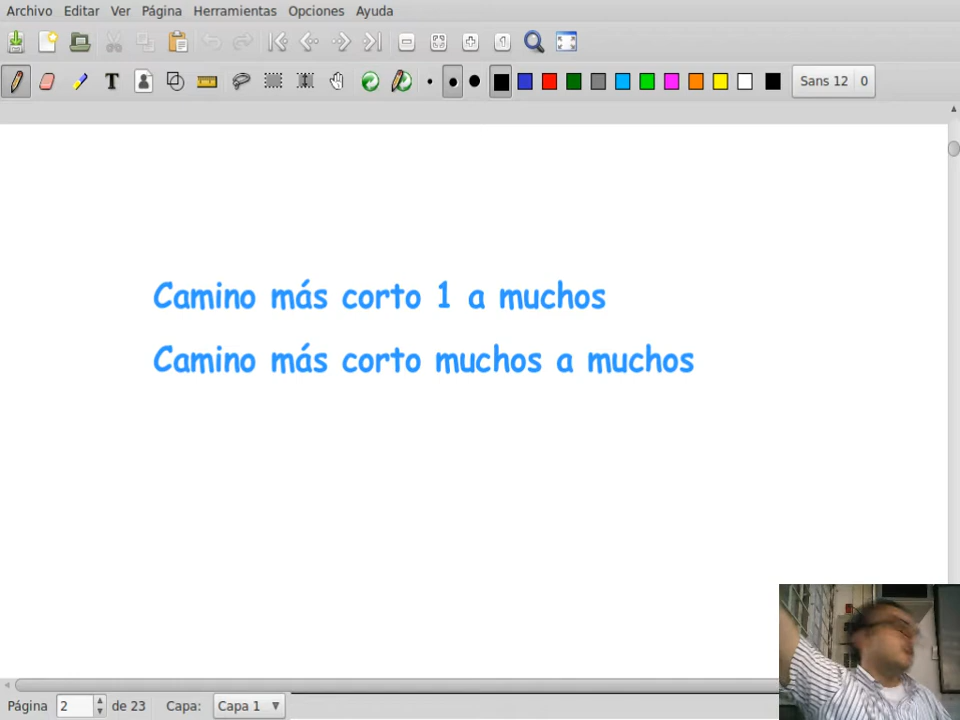 Archivo Editar Ver Página Herramientas Opciones Ayuda
T Sans 12 0
Camino más corto 1 a muchos
Camino más corto muchos a muchos
Página 2 de 23 Capa: Capa 1